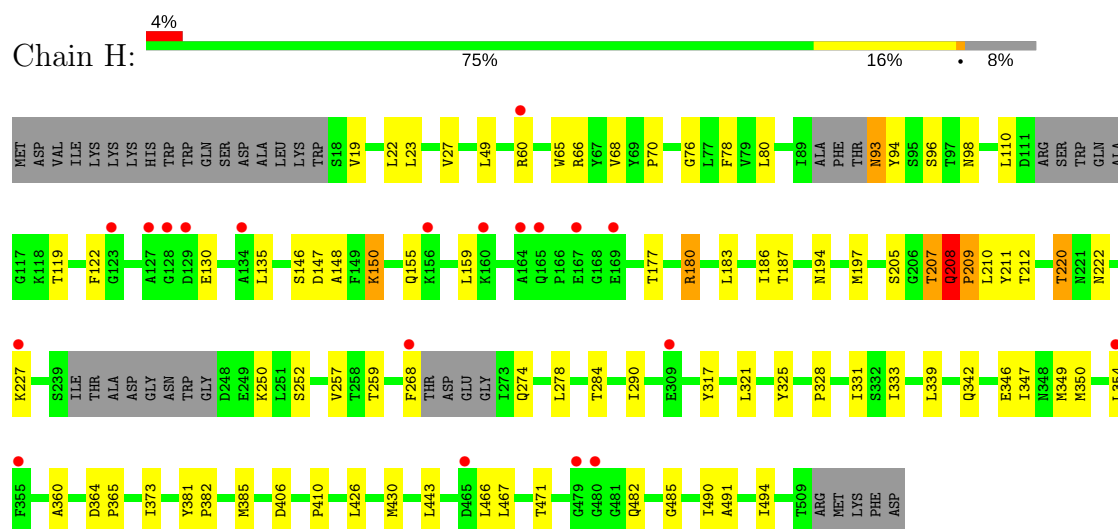 4%
Chain H:
75% 16% • 8%
MET ASP VAL ILE LYS LYS LYS HIS TRP TRP GLN SER ASP ALA LEU LYS TRP S18 V19 L22 L23 V27 L49 R60 W65 R66 Y67 V68 Y69 P70 G76 L77 F78 V79 L80 I89 ALA PHE THR N93 Y94 S95 S96 T97 N98 L110 D111 ARG SER TRP GLN ALA
G117 K118 T119 F122 G123 A127 G128 D129 E130 A134 L135 S146 D147 A148 F149 K150 Q155 K156 L159 K160 A164 Q165 P166 E167 G168 E169 T177 R180 L183 I186 T187 N194 M197 S205 G206 T207 Q208 P209 L210 Y211 T212 T220 N221 N222
K227 S239 ILE THR ALA ASP GLY ASN TRP GLY D248 E249 K250 L251 S252 V257 T258 T259 F268 THR ASP GLU GLY I273 Q274 L278 T284 I290 E309 Y317 L321 Y325 P328 I331 S332 I333 L339 Q342 E346 I347 N348 M349 M350 L354
F355 A360 D364 P365 I373 Y381 P382 M385 D406 P410 L426 M430 L443 D465 L466 L467 T471 G479 G480 G481 Q482 G485 I490 A491 I494 T509 ARG MET LYS PHE ASP